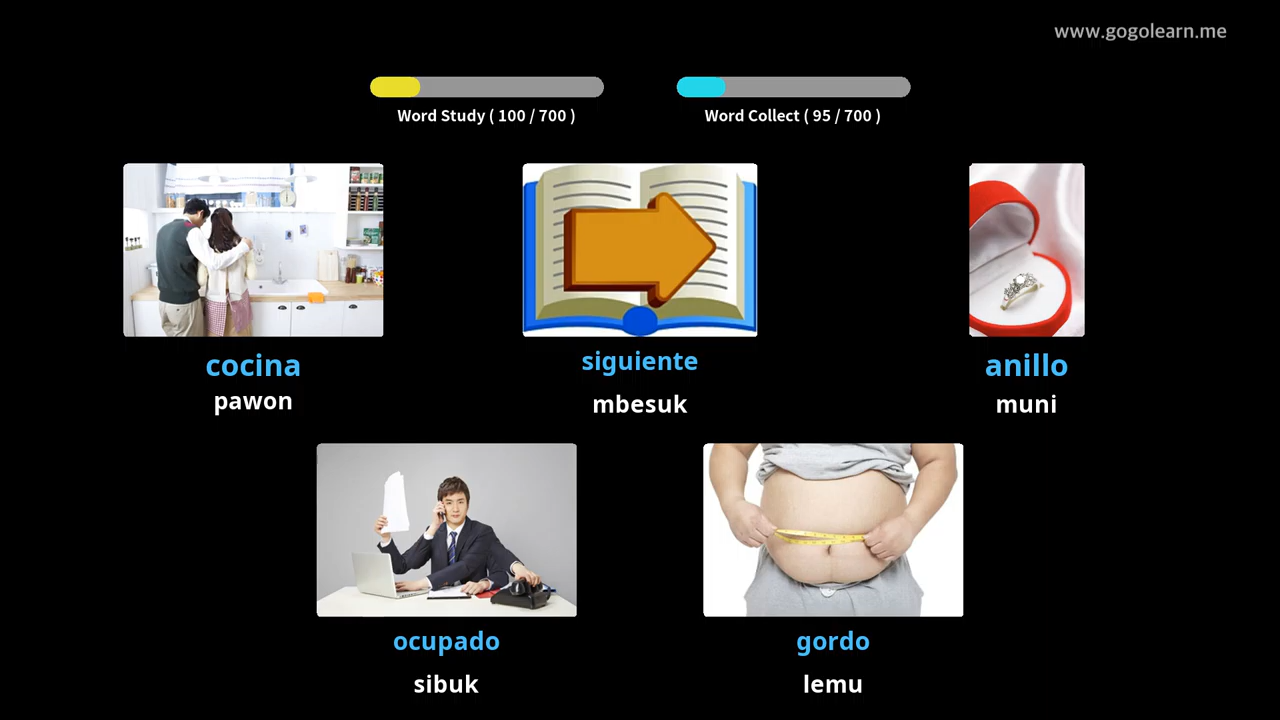 www.gogolearn.me
Word Study ( 100 / 700 )
Word Collect ( 95 / 700 )
cocina
pawon
siguiente
mbesuk
anillo
muni
ocupado
sibuk
gordo
lemu